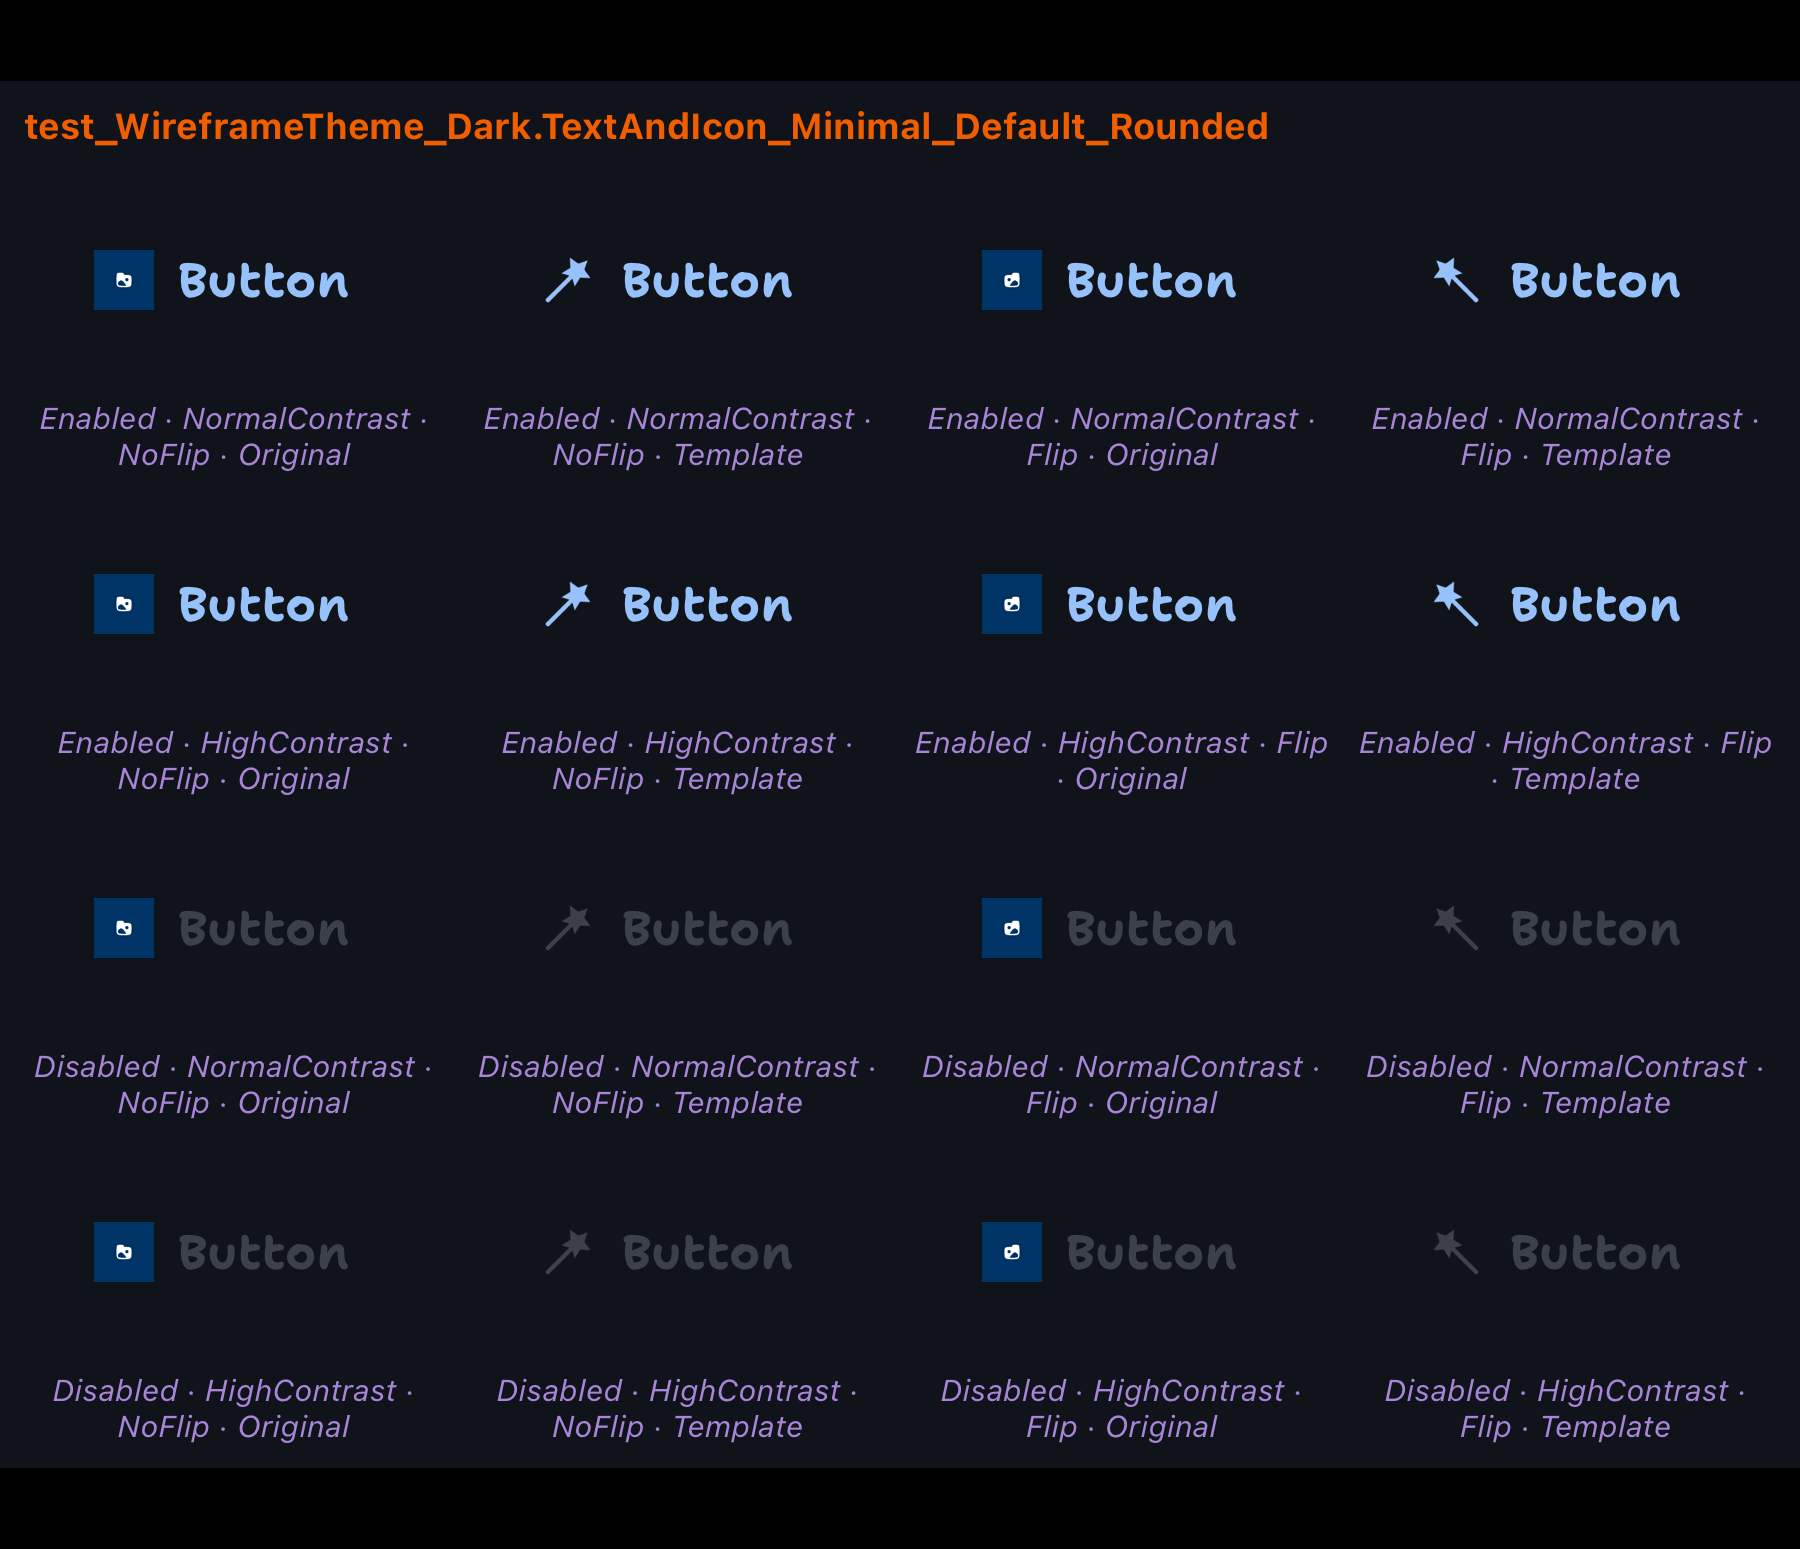 test_WireframeTheme_Dark.TextAndIcon_Minimal_Default_Rounded
Button Button Button Button
Enabled · NormalContrast · Enabled · NormalContrast · Enabled · NormalContrast · Enabled · NormalContrast ·
NoFlip · Original NoFlip · Template Flip · Original Flip · Template
Button Button Button Button
Enabled · HighContrast · Enabled · HighContrast · Enabled · HighContrast · Flip Enabled · HighContrast · Flip
NoFlip · Original NoFlip · Template · Original · Template
Button Button Button Button
Disabled · NormalContrast · Disabled · NormalContrast · Disabled · NormalContrast · Disabled · NormalContrast ·
NoFlip · Original NoFlip · Template Flip · Original Flip · Template
Button Button Button Button
Disabled · HighContrast · Disabled · HighContrast · Disabled · HighContrast · Disabled · HighContrast ·
NoFlip · Original NoFlip · Template Flip · Original Flip · Template